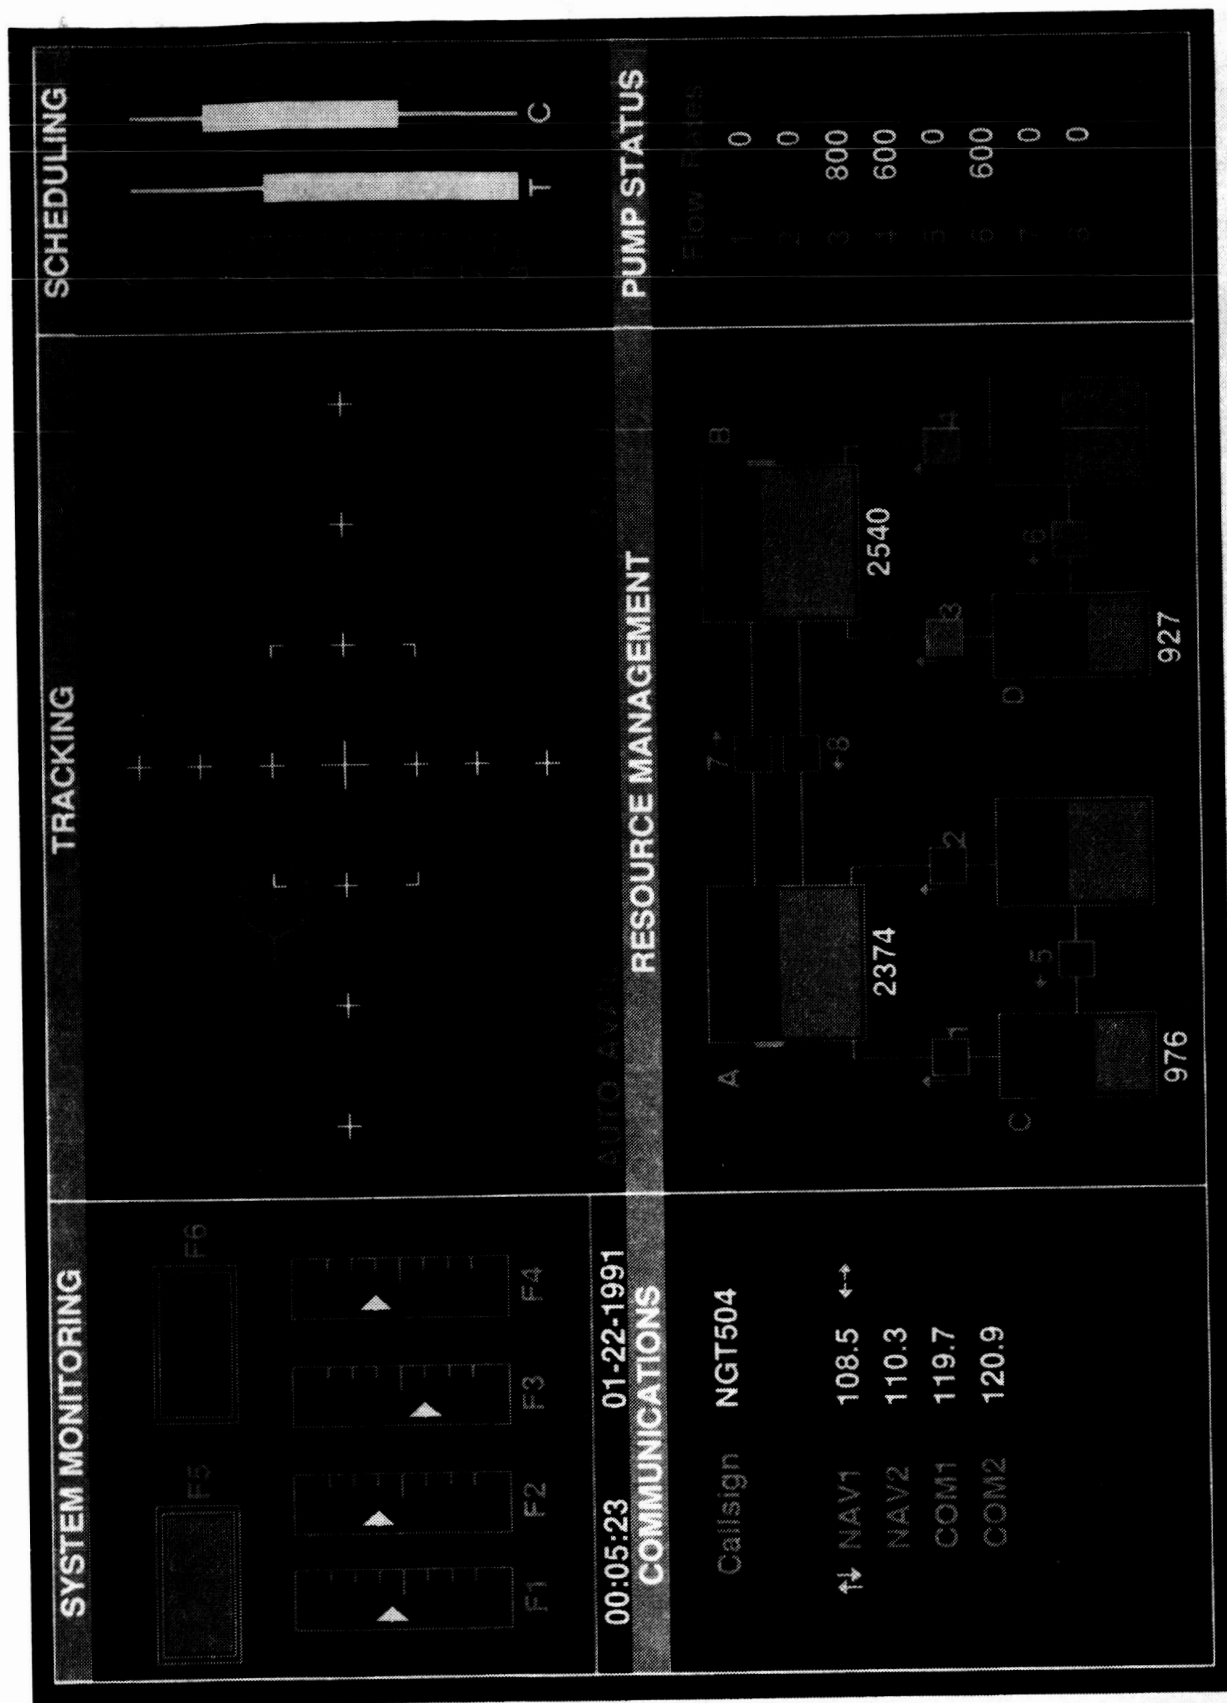 SYSTEM MONITORING
F5 F6
F1 F2 F3 F4
00:05:23 01-22-1991
TRACKING
AUTO AVAIL
SCHEDULING
T C
COMMUNICATIONS
Callsign NGT504
NAV1 108.5
NAV2 110.3
COM1 119.7
COM2 120.9
RESOURCE MANAGEMENT
A 7 B
8
2374 2540
1 2 3 4
C 5 D 6
976 927
PUMP STATUS
Flow Rates
1 0
2 0
3 800
4 600
5 0
6 600
7 0
8 0